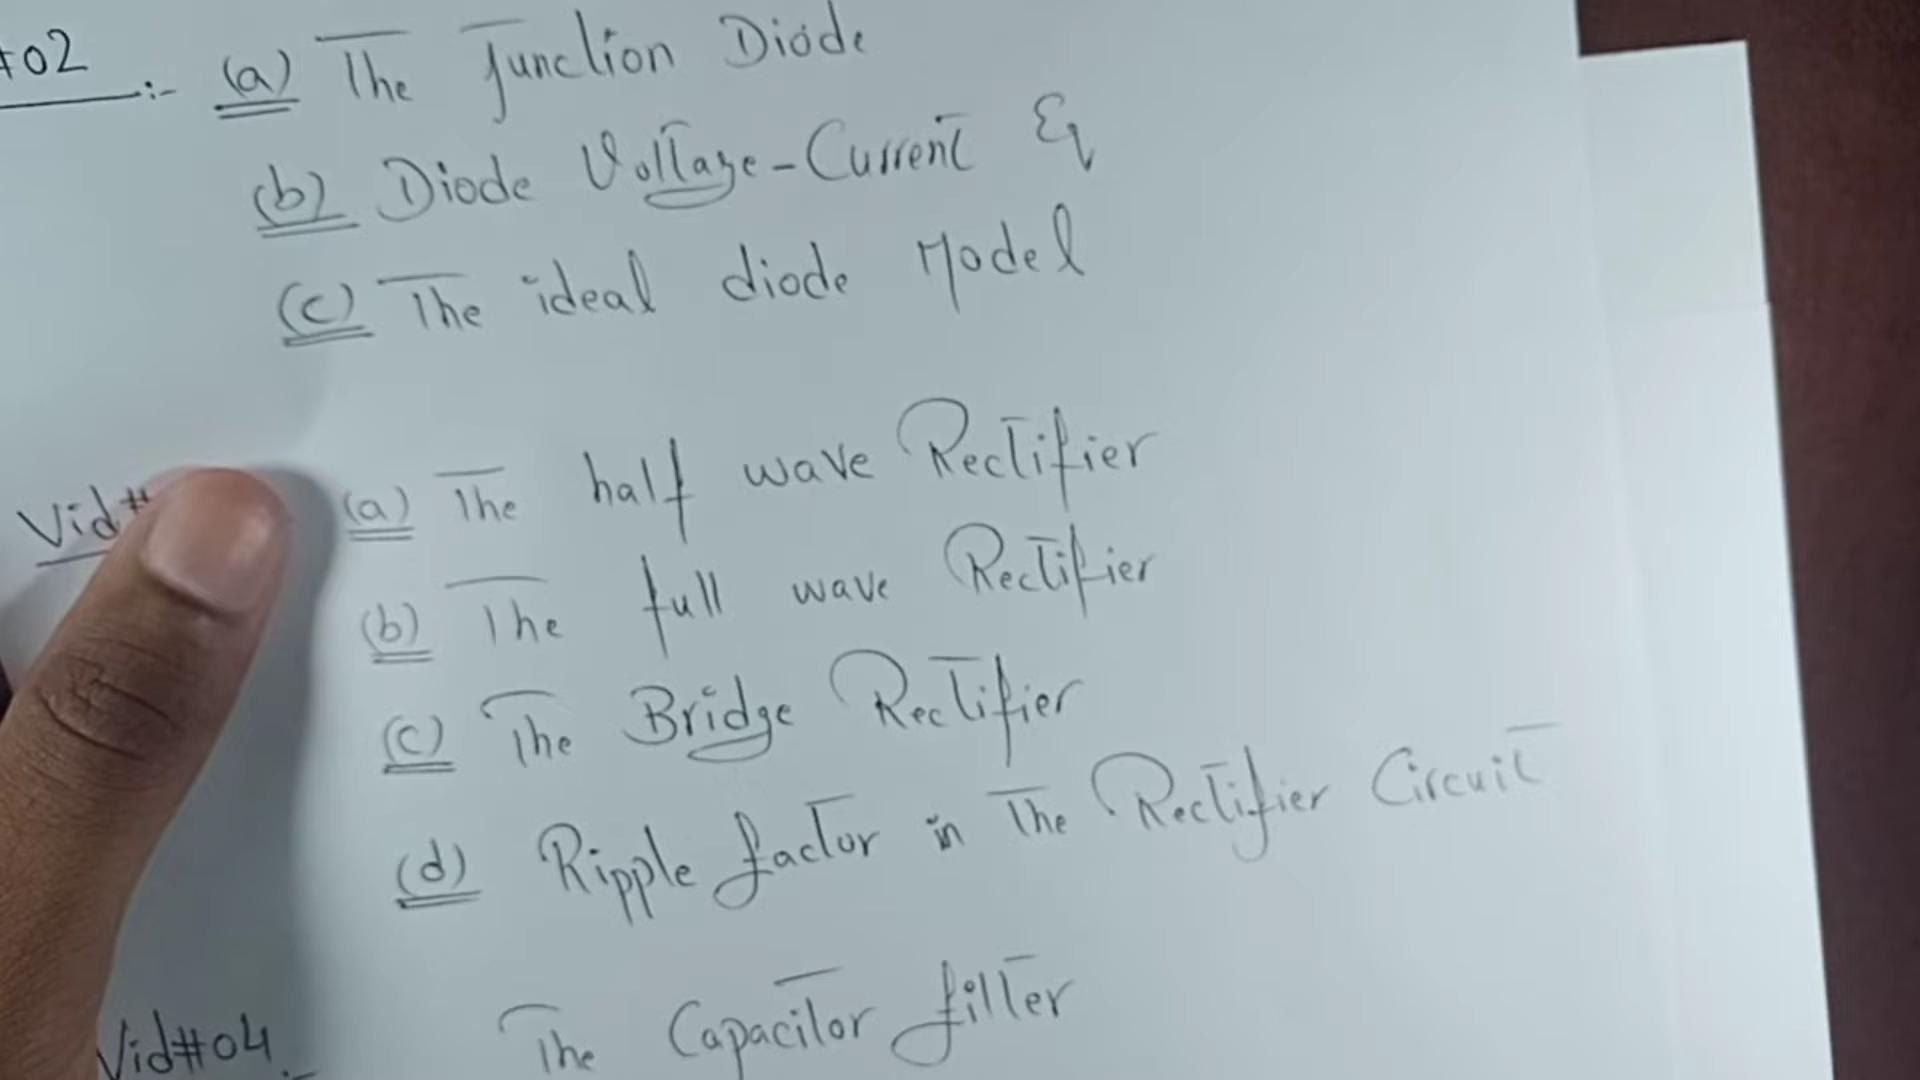 #02 :- (a) The Junction Diode
(b) Diode Voltage-Current Eq
(c) The ideal diode Model
Vid# (a) The half wave Rectifier
(b) The full wave Rectifier
(c) The Bridge Rectifier
(d) Ripple factor in The Rectifier Circuit
Vid#04 :- The Capacitor filter